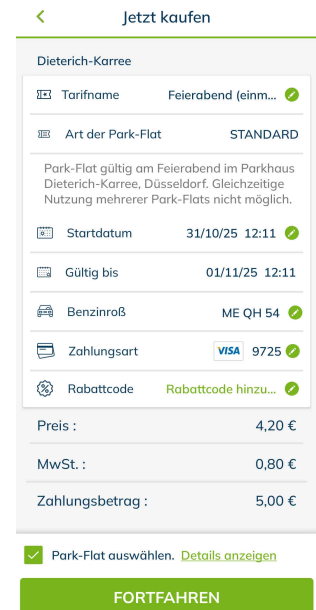 Jetzt kaufen
Dieterich-Karree
Tarifname Feierabend (einm...
Art der Park-Flat STANDARD
Park-Flat gültig am Feierabend im Parkhaus
Dieterich-Karree, Düsseldorf. Gleichzeitige
Nutzung mehrerer Park-Flats nicht möglich.
Startdatum 31/10/25 12:11
Gültig bis 01/11/25 12:11
Benzinroß ME QH 54
Zahlungsart VISA 9725
Rabattcode Rabattcode hinzu...
Preis : 4,20 €
MwSt. : 0,80 €
Zahlungsbetrag : 5,00 €
Park-Flat auswählen. Details anzeigen
FORTFAHREN